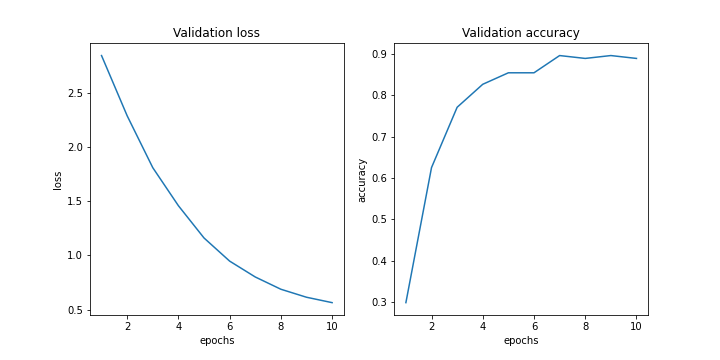 Validation loss
2.5
2.0
1.5
1.0
0.5
loss
2 4 6 8 10
epochs
Validation accuracy
0.9
0.8
0.7
0.6
0.5
0.4
0.3
accuracy
2 4 6 8 10
epochs